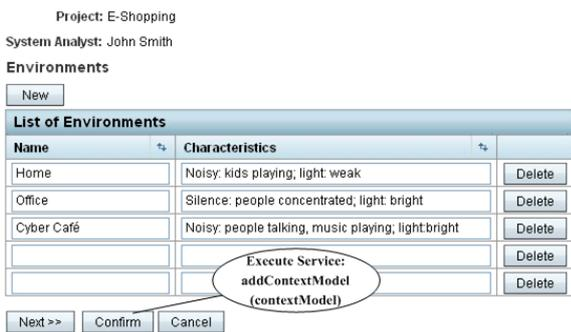 Project: E-Shopping
System Analyst: John Smith
Environments
New
List of Environments
Name Characteristics
Home Noisy: kids playing; light: weak Delete
Office Silence: people concentrated; light: bright Delete
Cyber Café Noisy: people talking, music playing; light:bright Delete
Delete
Delete
Execute Service:
addContextModel
(contextModel)
Next >> Confirm Cancel